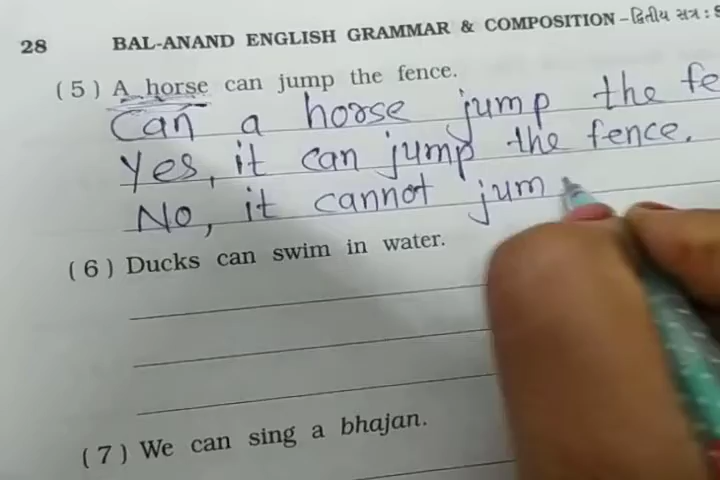 28 BAL-ANAND ENGLISH GRAMMAR & COMPOSITION – દ્વિતીય સત્ર : S
(5) A horse can jump the fence.
Can a horse jump the fe
Yes, it can jump the fence.
No, it cannot jum
(6) Ducks can swim in water.
(7) We can sing a bhajan.